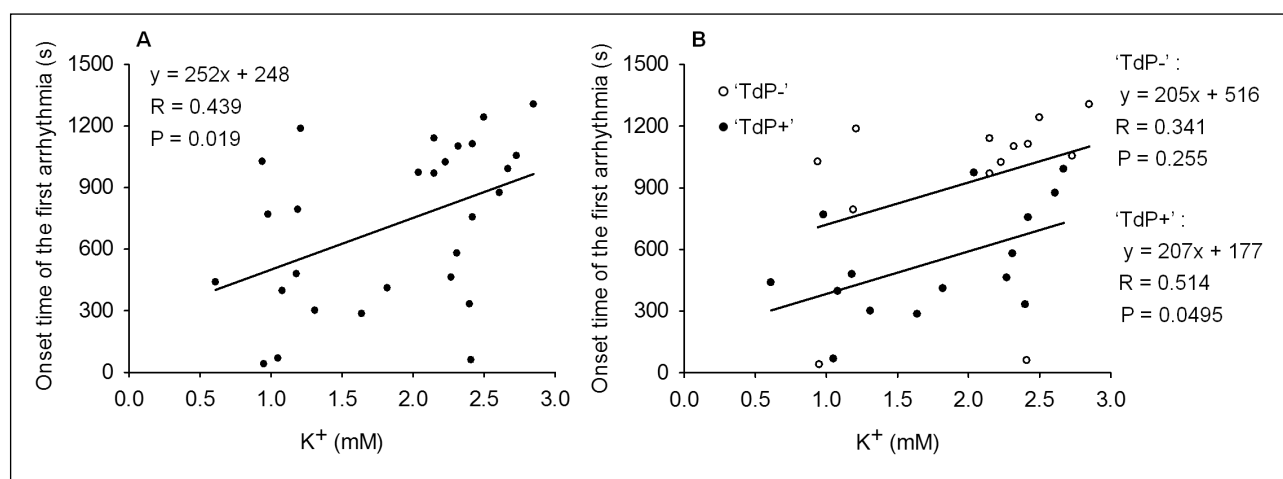 A
Onset time of the first arrhythmia (s)
1500
1200
900
600
300
0
y = 252x + 248
R = 0.439
P = 0.019
0.0 0.5 1.0 1.5 2.0 2.5 3.0
K+ (mM)
B
Onset time of the first arrhythmia (s)
1500
1200
900
600
300
0
'TdP-'
'TdP+'
0.0 0.5 1.0 1.5 2.0 2.5 3.0
K+ (mM)
'TdP-' :
y = 205x + 516
R = 0.341
P = 0.255
'TdP+' :
y = 207x + 177
R = 0.514
P = 0.0495